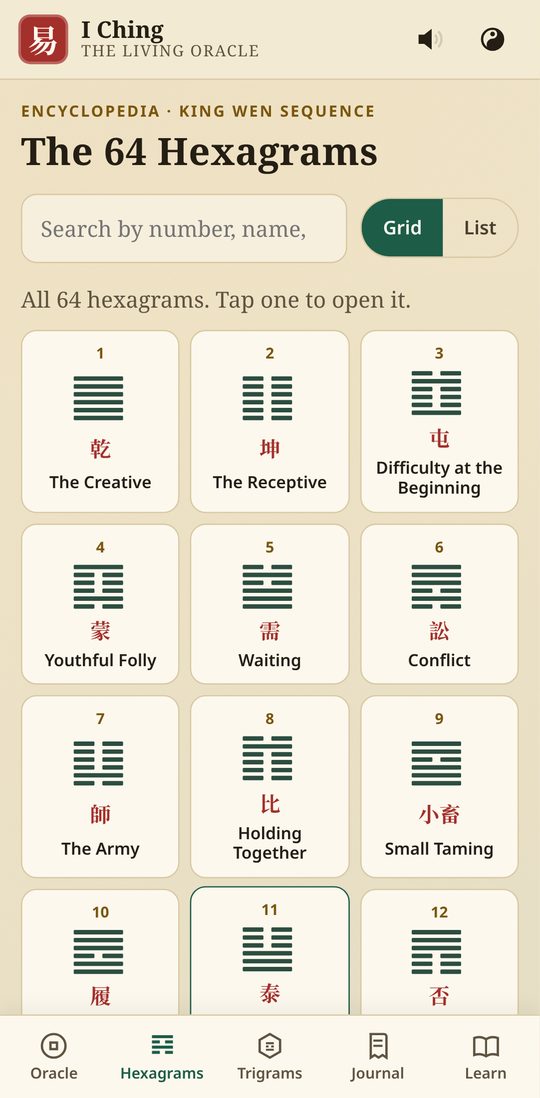 易
I Ching
THE LIVING ORACLE
ENCYCLOPEDIA · KING WEN SEQUENCE
The 64 Hexagrams
Search by number, name,
Grid
List
All 64 hexagrams. Tap one to open it.
1
乾
The Creative
2
坤
The Receptive
3
屯
Difficulty at the
Beginning
4
蒙
Youthful Folly
5
需
Waiting
6
訟
Conflict
7
師
The Army
8
比
Holding
Together
9
小畜
Small Taming
10
履
11
泰
12
否
Oracle
Hexagrams
Trigrams
Journal
Learn